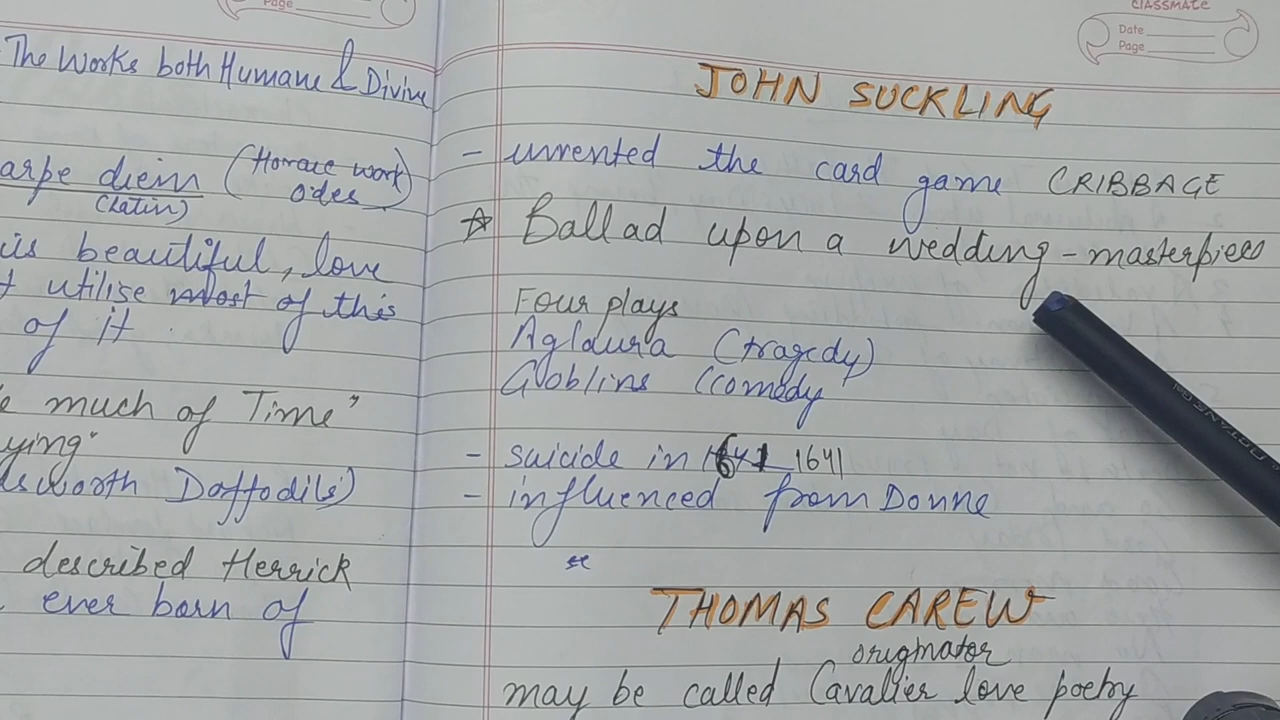 Page
The Works both Humane & Divine
arpe diem (Horace work)
(Latin) odes
is beautiful, love
t utilise most of this
of it.
e much of Time"
ying"
sworth Daffodils)
described Herrick
ever born of
CLASSMATE
Date
Page
JOHN SUCKLING
- invented the card game CRIBBAGE
☆ Ballad upon a wedding - masterpiece
Four plays
Aglaura (tragedy)
Goblins (comedy
- suicide in 1641
- influenced from Donne
THOMAS CAREW
originator
may be called Cavalier love poetry